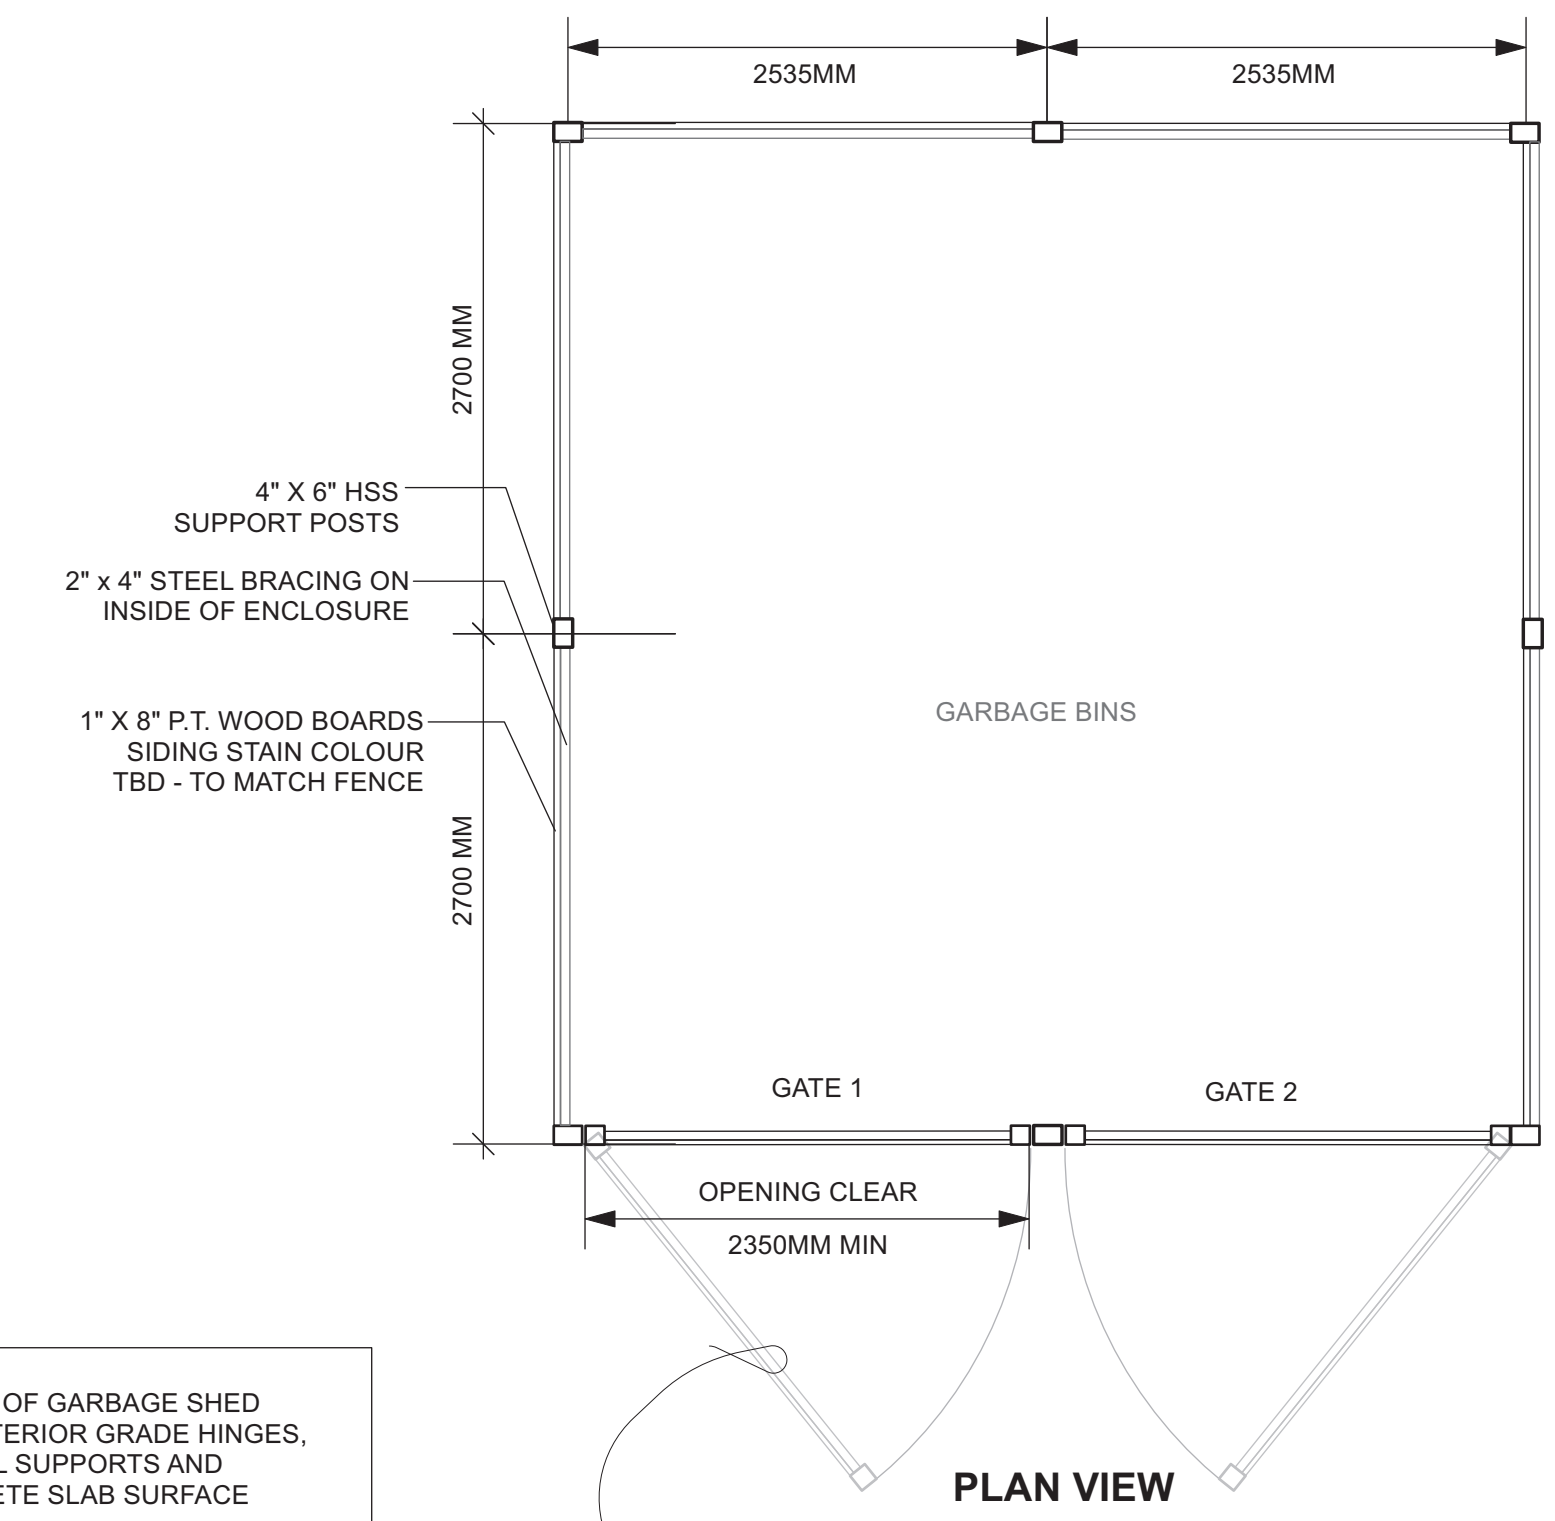 2535MM
2535MM
2700 MM
4" X 6" HSS
SUPPORT POSTS
2" x 4" STEEL BRACING ON
INSIDE OF ENCLOSURE
1" X 8" P.T. WOOD BOARDS
SIDING STAIN COLOUR
TBD - TO MATCH FENCE
GARBAGE BINS
2700 MM
GATE 1
GATE 2
OPENING CLEAR
2350MM MIN
OF GARBAGE SHED
TERIOR GRADE HINGES,
L SUPPORTS AND
ETE SLAB SURFACE
PLAN VIEW